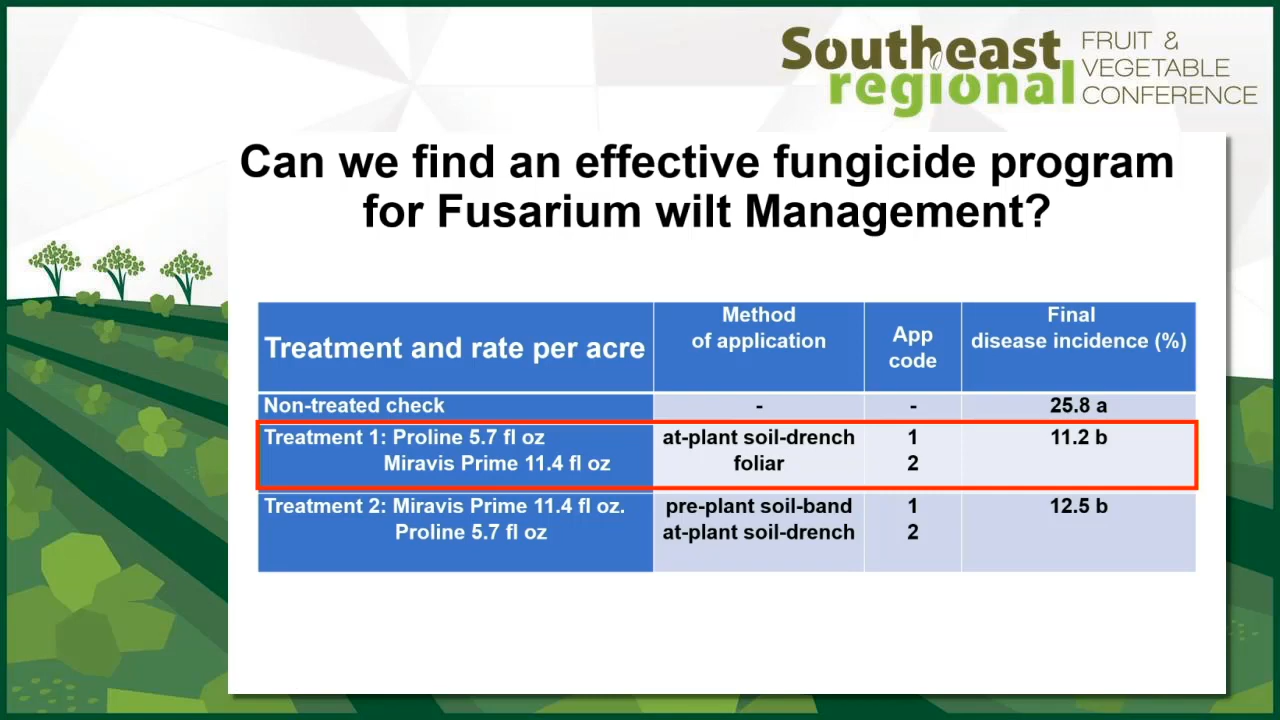 Southeast
regional
FRUIT &
VEGETABLE
CONFERENCE
Can we find an effective fungicide program
for Fusarium wilt Management?
Treatment and rate per acre
Method
of application
App
code
Final
disease incidence (%)
Non-treated check - - 25.8 a
Treatment 1: Proline 5.7 fl oz at-plant soil-drench 1 11.2 b
Miravis Prime 11.4 fl oz foliar 2
Treatment 2: Miravis Prime 11.4 fl oz. pre-plant soil-band 1 12.5 b
Proline 5.7 fl oz at-plant soil-drench 2